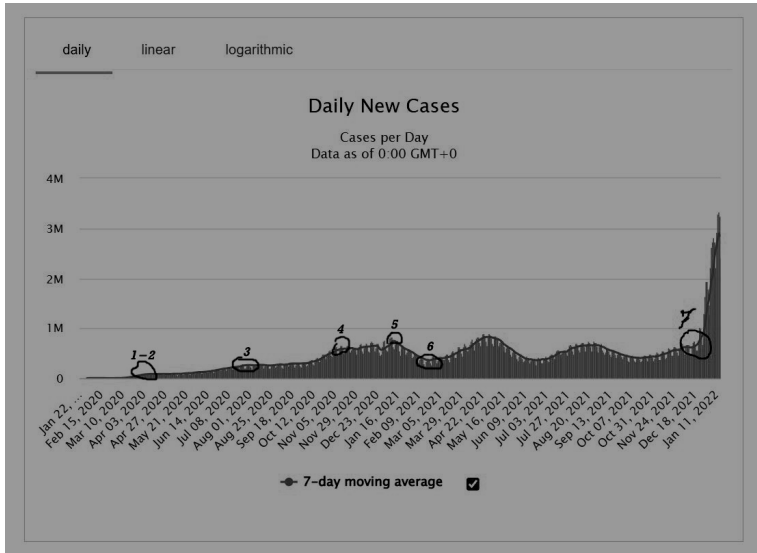 daily linear logarithmic
Daily New Cases
Cases per Day
Data as of 0:00 GMT+0
4M
3M
2M
1M
0
1-2
3
4
5
6
Jan 22, ...
Feb 15, 2020
Mar 10, 2020
Apr 03, 2020
Apr 27, 2020
May 21, 2020
Jun 14, 2020
Jul 08, 2020
Aug 01, 2020
Aug 25, 2020
Sep 18, 2020
Oct 12, 2020
Nov 05, 2020
Nov 29, 2020
Dec 23, 2020
Jan 16, 2021
Feb 09, 2021
Mar 05, 2021
Mar 29, 2021
Apr 22, 2021
May 16, 2021
Jun 09, 2021
Jul 03, 2021
Jul 27, 2021
Aug 20, 2021
Sep 13, 2021
Oct 07, 2021
Oct 31, 2021
Nov 24, 2021
Dec 18, 2021
Jan 11, 2022
7-day moving average